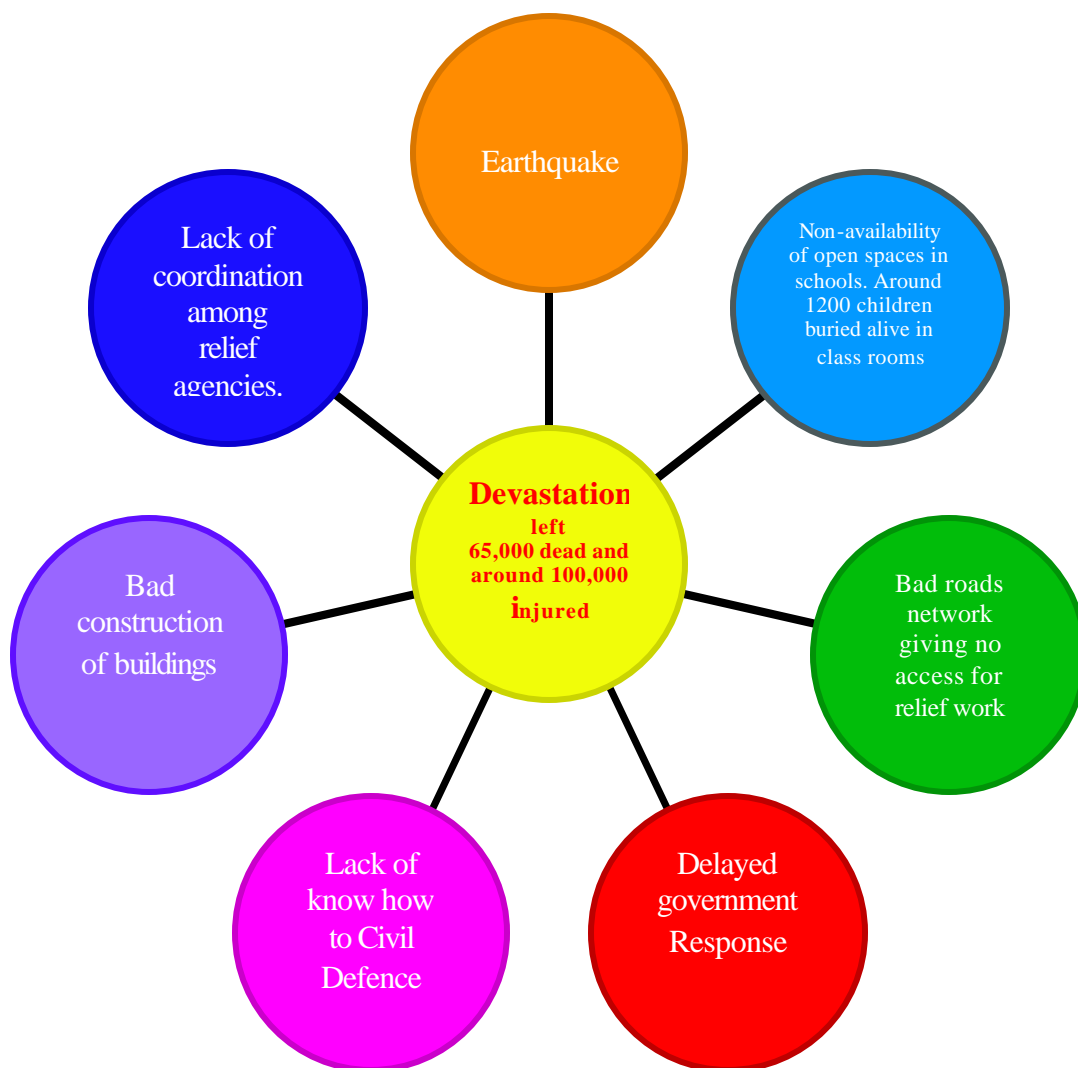 Earthquake
Non-availability
of open spaces in
schools. Around
1200 children
buried alive in
class rooms
Bad roads
network
giving no
access for
relief work
Delayed
government
Response
Lack of
know how
to Civil
Defence
Bad
construction
of buildings
Lack of
coordination
among
relief
agencies.
Devastation
left
65,000 dead and
around 100,000
injured